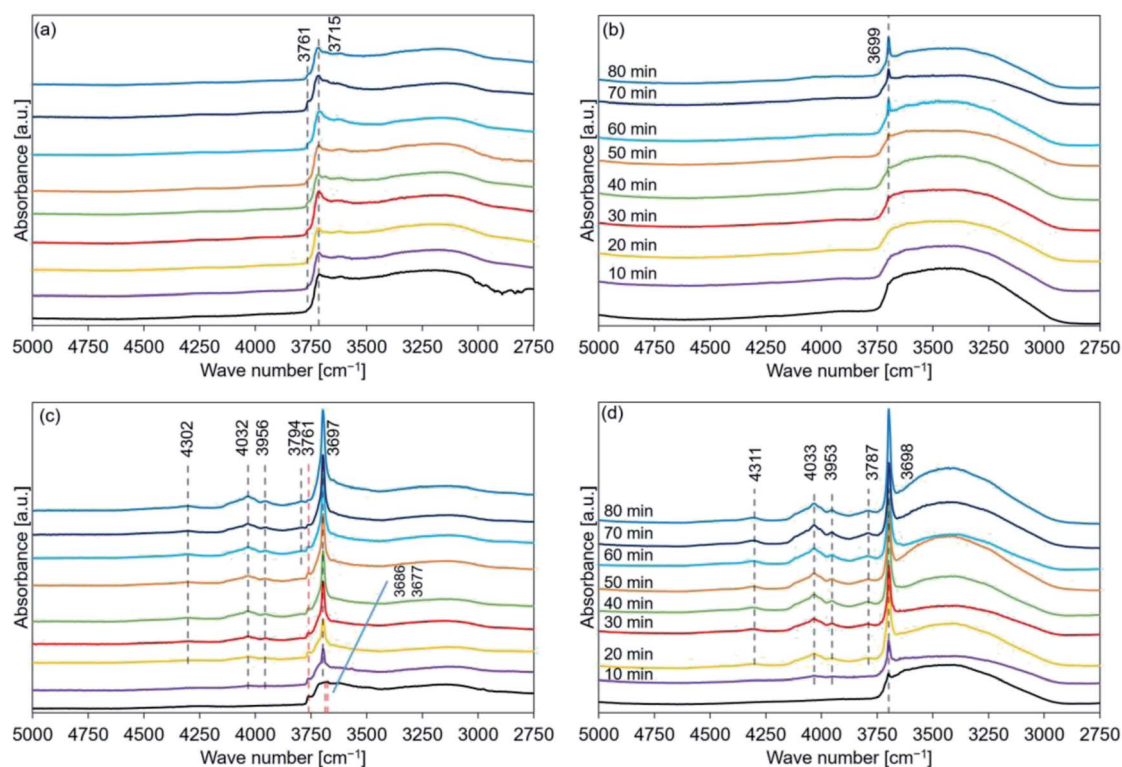 (a)
3761
3715
Absorbance [a.u.]
5000 4750 4500 4250 4000 3750 3500 3250 3000 2750
Wave number [cm⁻¹]
(b)
3699
80 min
70 min
60 min
50 min
40 min
30 min
20 min
10 min
Absorbance [a.u.]
5000 4750 4500 4250 4000 3750 3500 3250 3000 2750
Wave number [cm⁻¹]
(c)
4302
4032
3956
3794
3761
3697
3686
3677
Absorbance [a.u.]
5000 4750 4500 4250 4000 3750 3500 3250 3000 2750
Wave number [cm⁻¹]
(d)
4311
4033
3953
3787
3698
80 min
70 min
60 min
50 min
40 min
30 min
20 min
10 min
Absorbance [a.u.]
5000 4750 4500 4250 4000 3750 3500 3250 3000 2750
Wave number [cm⁻¹]